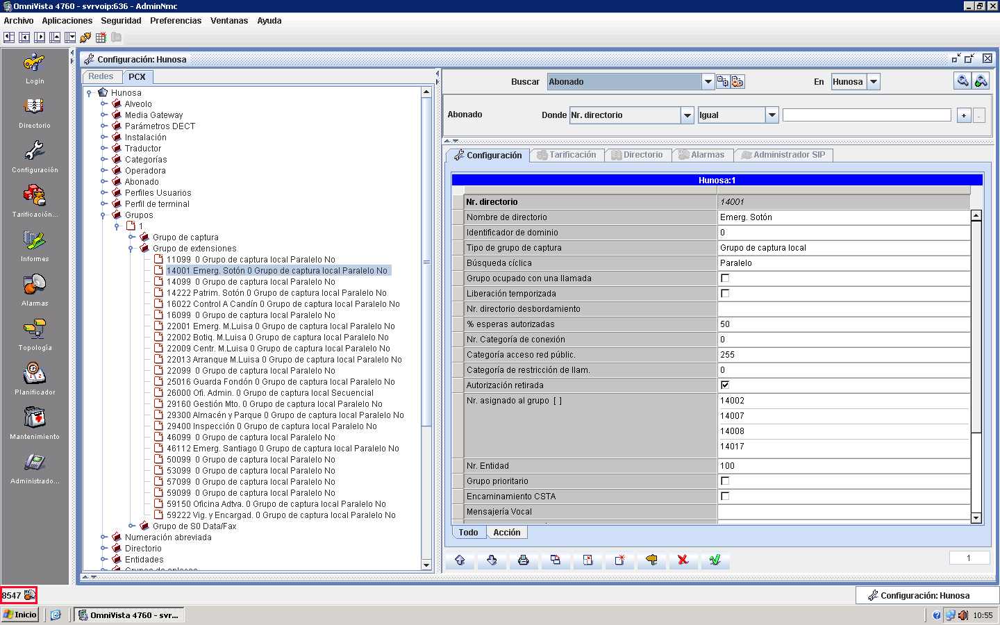 OmniVista 4760 - svrvoip:636 - AdminNmc
Archivo Aplicaciones Seguridad Preferencias Ventanas Ayuda
Login
Directorio
Configuración
Tarificación...
Informes
Alarmas
Topología
Planificador
Mantenimiento
Administrado...
Configuración: Hunosa
Redes PCX
Hunosa
Alveolo
Media Gateway
Parámetros DECT
Instalación
Traductor
Categorías
Operadora
Abonado
Perfiles Usuarios
Perfil de terminal
Grupos
1
Grupo de captura
Grupo de extensiones
11099 0 Grupo de captura local Paralelo No
14001 Emerg. Sotón 0 Grupo de captura local Paralelo No
14099 0 Grupo de captura local Paralelo No
14222 Patrim. Sotón 0 Grupo de captura local Paralelo No
16022 Control A Candín 0 Grupo de captura local Paralelo No
16099 0 Grupo de captura local Paralelo No
22001 Emerg. M.Luisa 0 Grupo de captura local Paralelo No
22002 Botiq. M.Luisa 0 Grupo de captura local Paralelo No
22009 Centr. M.Luisa 0 Grupo de captura local Paralelo No
22013 Arranque M.Luisa 0 Grupo de captura local Paralelo No
22099 0 Grupo de captura local Paralelo No
25016 Guarda Fondón 0 Grupo de captura local Paralelo No
26000 Ofi. Admin. 0 Grupo de captura local Secuencial
29160 Gestión Mto. 0 Grupo de captura local Paralelo No
29300 Almacén y Parque 0 Grupo de captura local Paralelo No
29400 Inspección 0 Grupo de captura local Paralelo No
46099 0 Grupo de captura local Paralelo No
46112 Emerg. Santiago 0 Grupo de captura local Paralelo No
50099 0 Grupo de captura local Paralelo No
53099 0 Grupo de captura local Paralelo No
57099 0 Grupo de captura local Paralelo No
59099 0 Grupo de captura local Paralelo No
59150 Oficina Adtva. 0 Grupo de captura local Paralelo No
59222 Vig. y Encargad. 0 Grupo de captura local Paralelo No
Grupo de S0 Data/Fax
Numeración abreviada
Directorio
Entidades
Buscar Abonado En Hunosa
Abonado Donde Nr. directorio Igual + -
Configuración Tarificación Directorio Alarmas Administrador SIP
Hunosa:1
Nr. directorio 14001
Nombre de directorio Emerg. Sotón
Identificador de dominio 0
Tipo de grupo de captura Grupo de captura local
Búsqueda cíclica Paralelo
Grupo ocupado con una llamada
Liberación temporizada
Nr. directorio desbordamiento
% esperas autorizadas 50
Nr. Categoría de conexión 0
Categoría acceso red públic. 255
Categoría de restricción de llam. 0
Autorización retirada
Nr. asignado al grupo [ ] 14002
14007
14008
14017
Nr. Entidad 100
Grupo prioritario
Encaminamiento CSTA
Mensajería Vocal
Todo Acción
1
8547
Configuración: Hunosa
Inicio
OmniVista 4760 - svr...
10:55